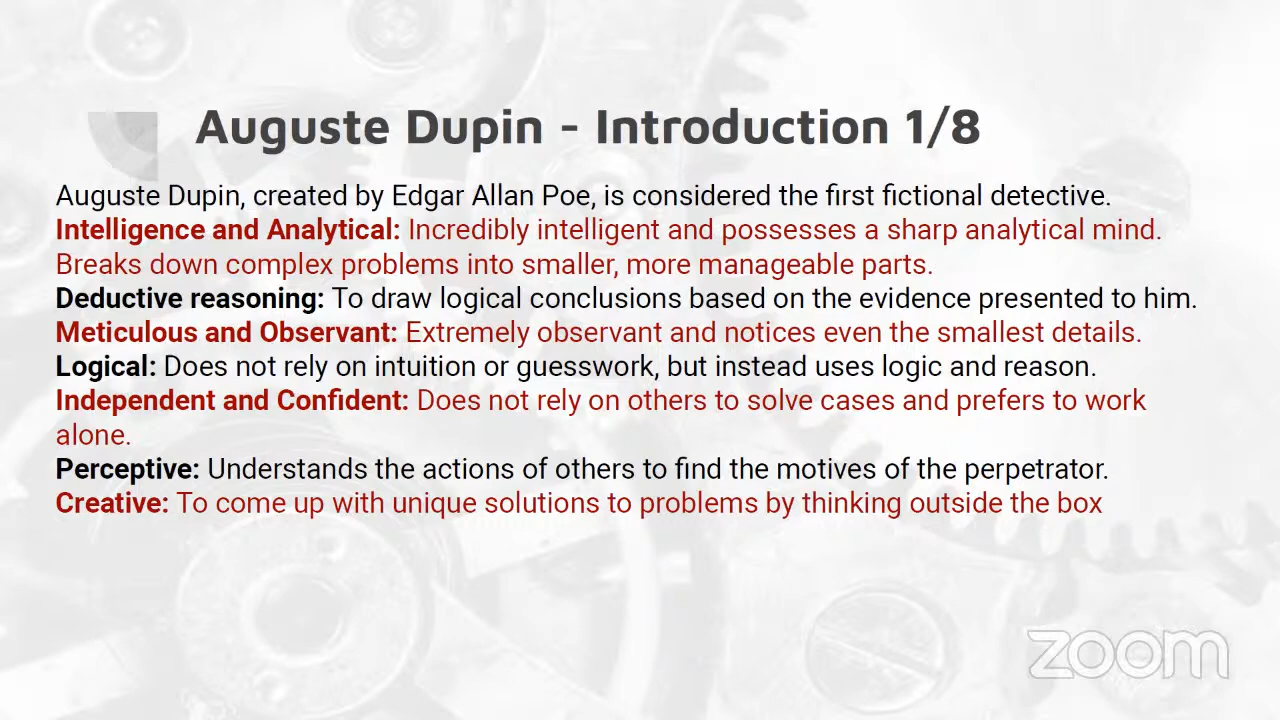 Auguste Dupin - Introduction 1/8
Auguste Dupin, created by Edgar Allan Poe, is considered the first fictional detective.
Intelligence and Analytical: Incredibly intelligent and possesses a sharp analytical mind.
Breaks down complex problems into smaller, more manageable parts.
Deductive reasoning: To draw logical conclusions based on the evidence presented to him.
Meticulous and Observant: Extremely observant and notices even the smallest details.
Logical: Does not rely on intuition or guesswork, but instead uses logic and reason.
Independent and Confident: Does not rely on others to solve cases and prefers to work
alone.
Perceptive: Understands the actions of others to find the motives of the perpetrator.
Creative: To come up with unique solutions to problems by thinking outside the box
zoom